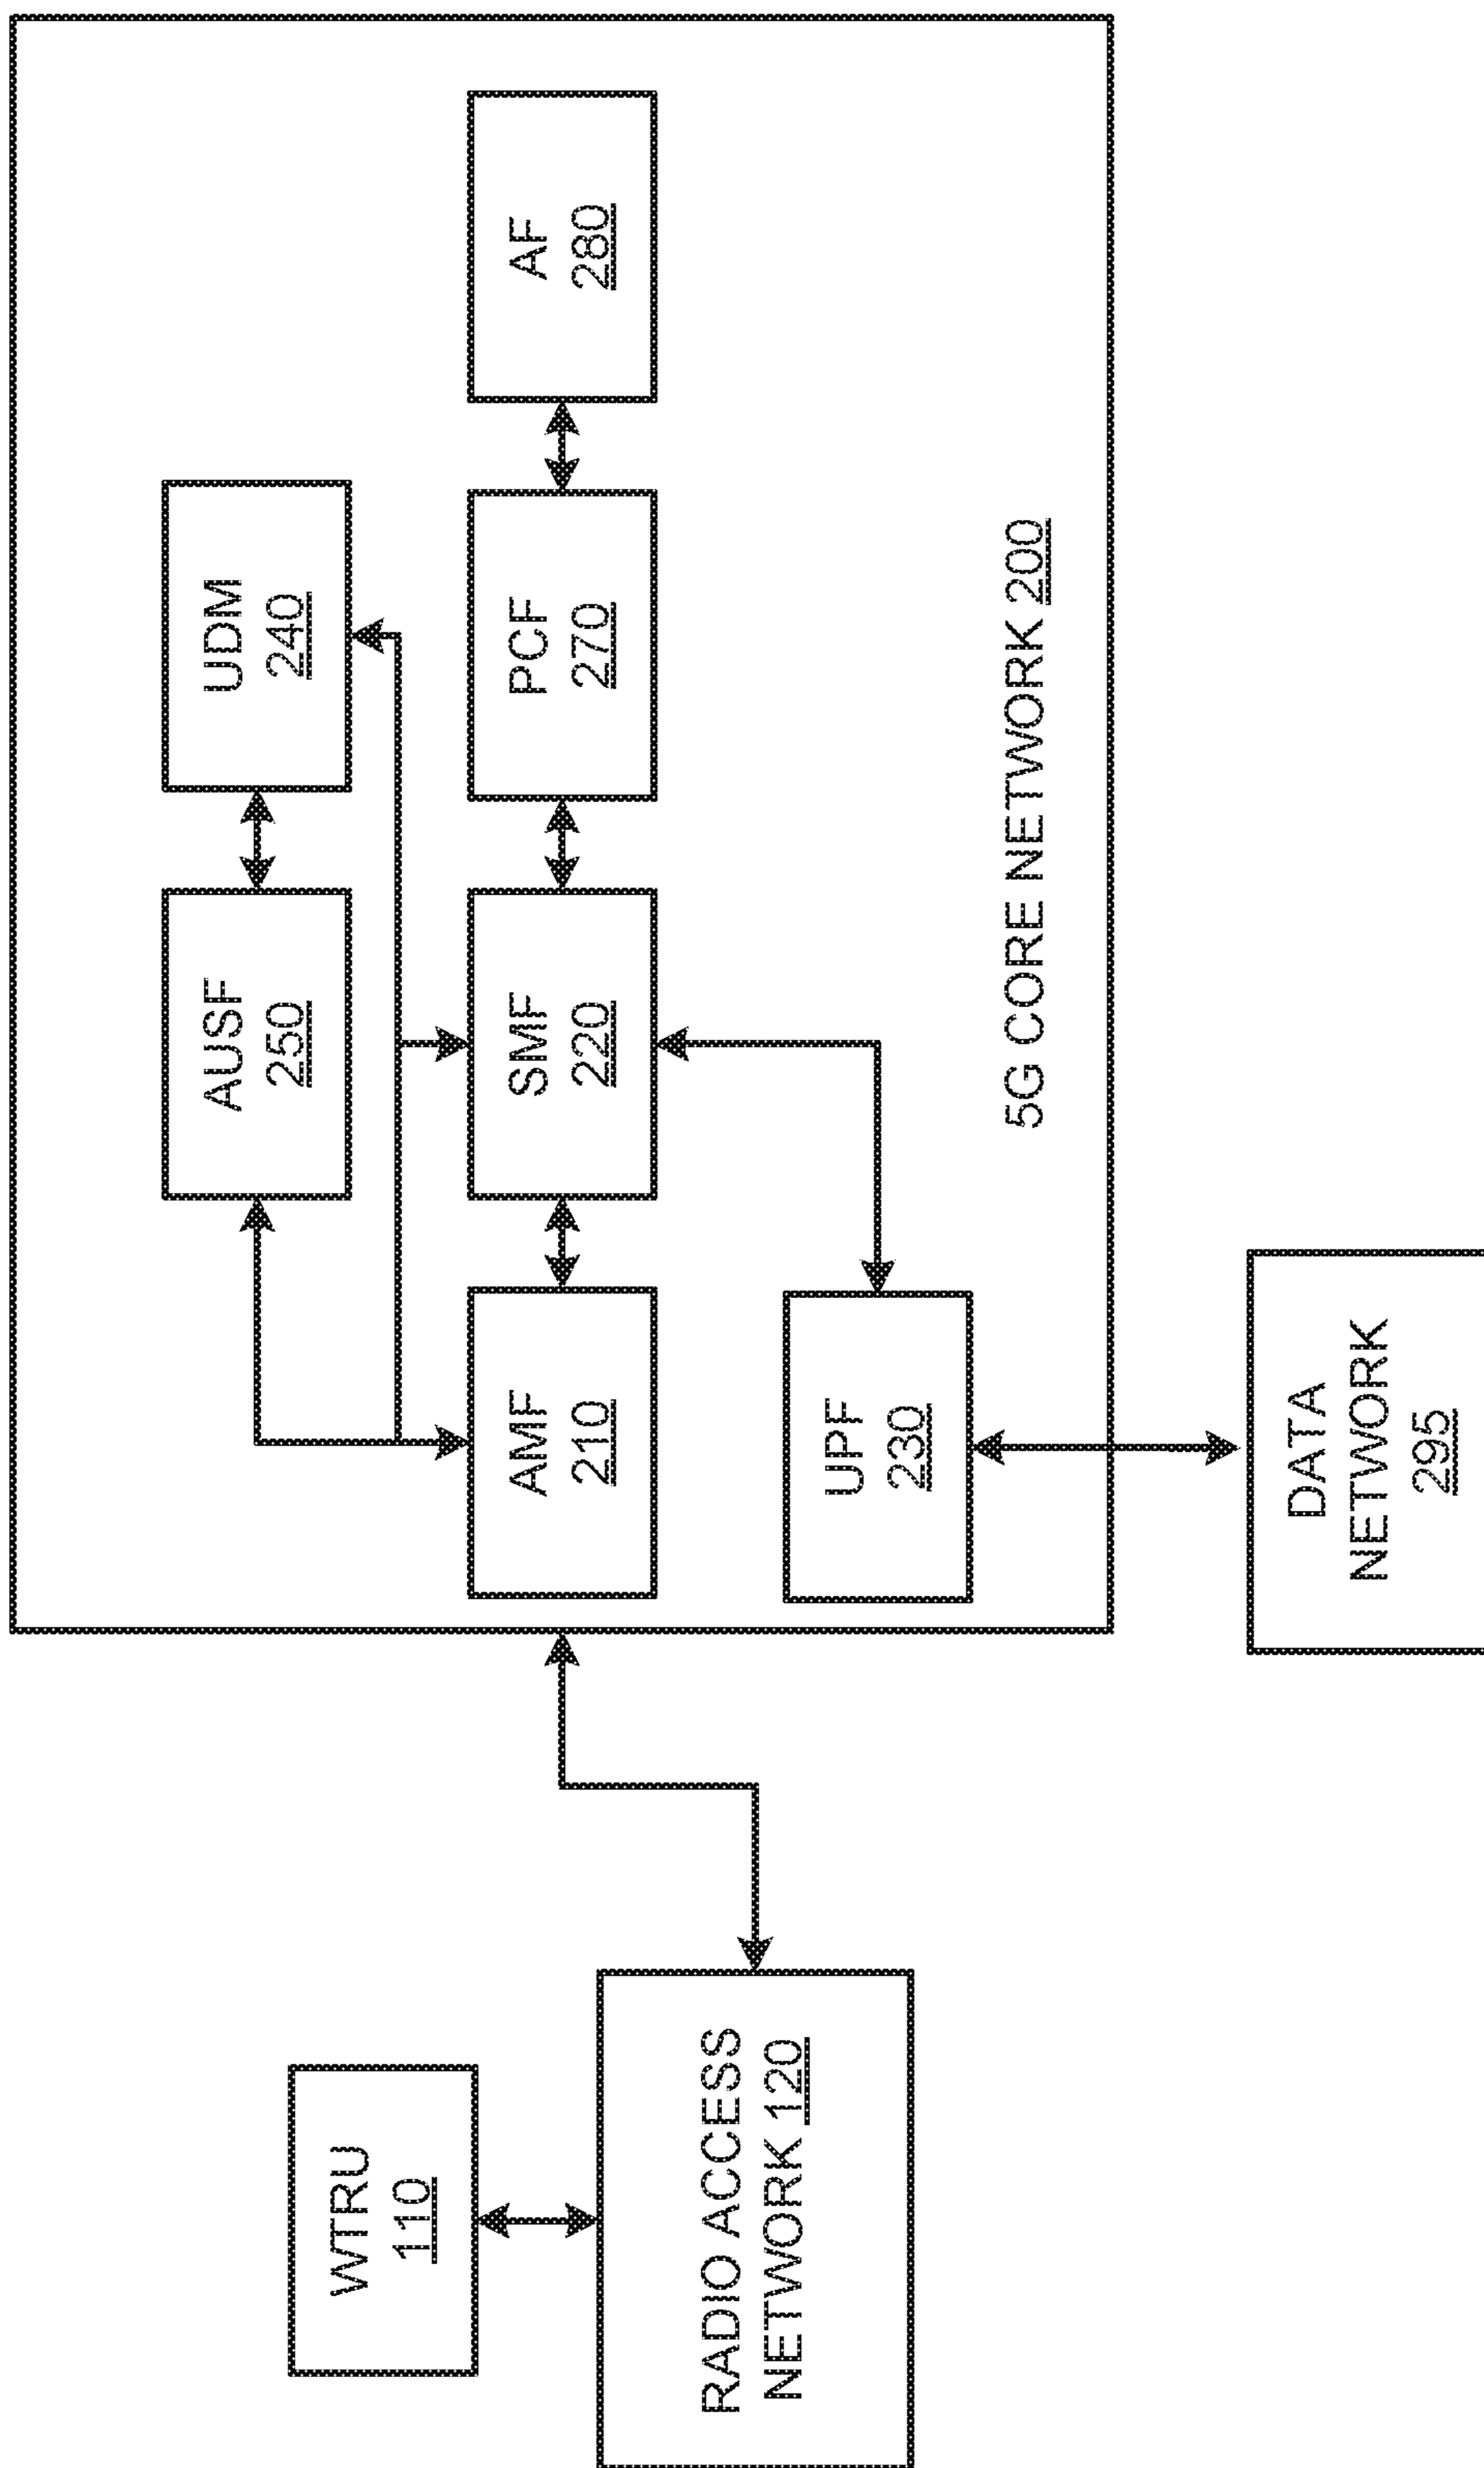 WTRU
110
RADIO ACCESS
NETWORK 120
AUSF
250
UDM
240
AMF
210
SMF
220
PCF
270
AF
280
UPF
230
5G CORE NETWORK 200
DATA
NETWORK
295